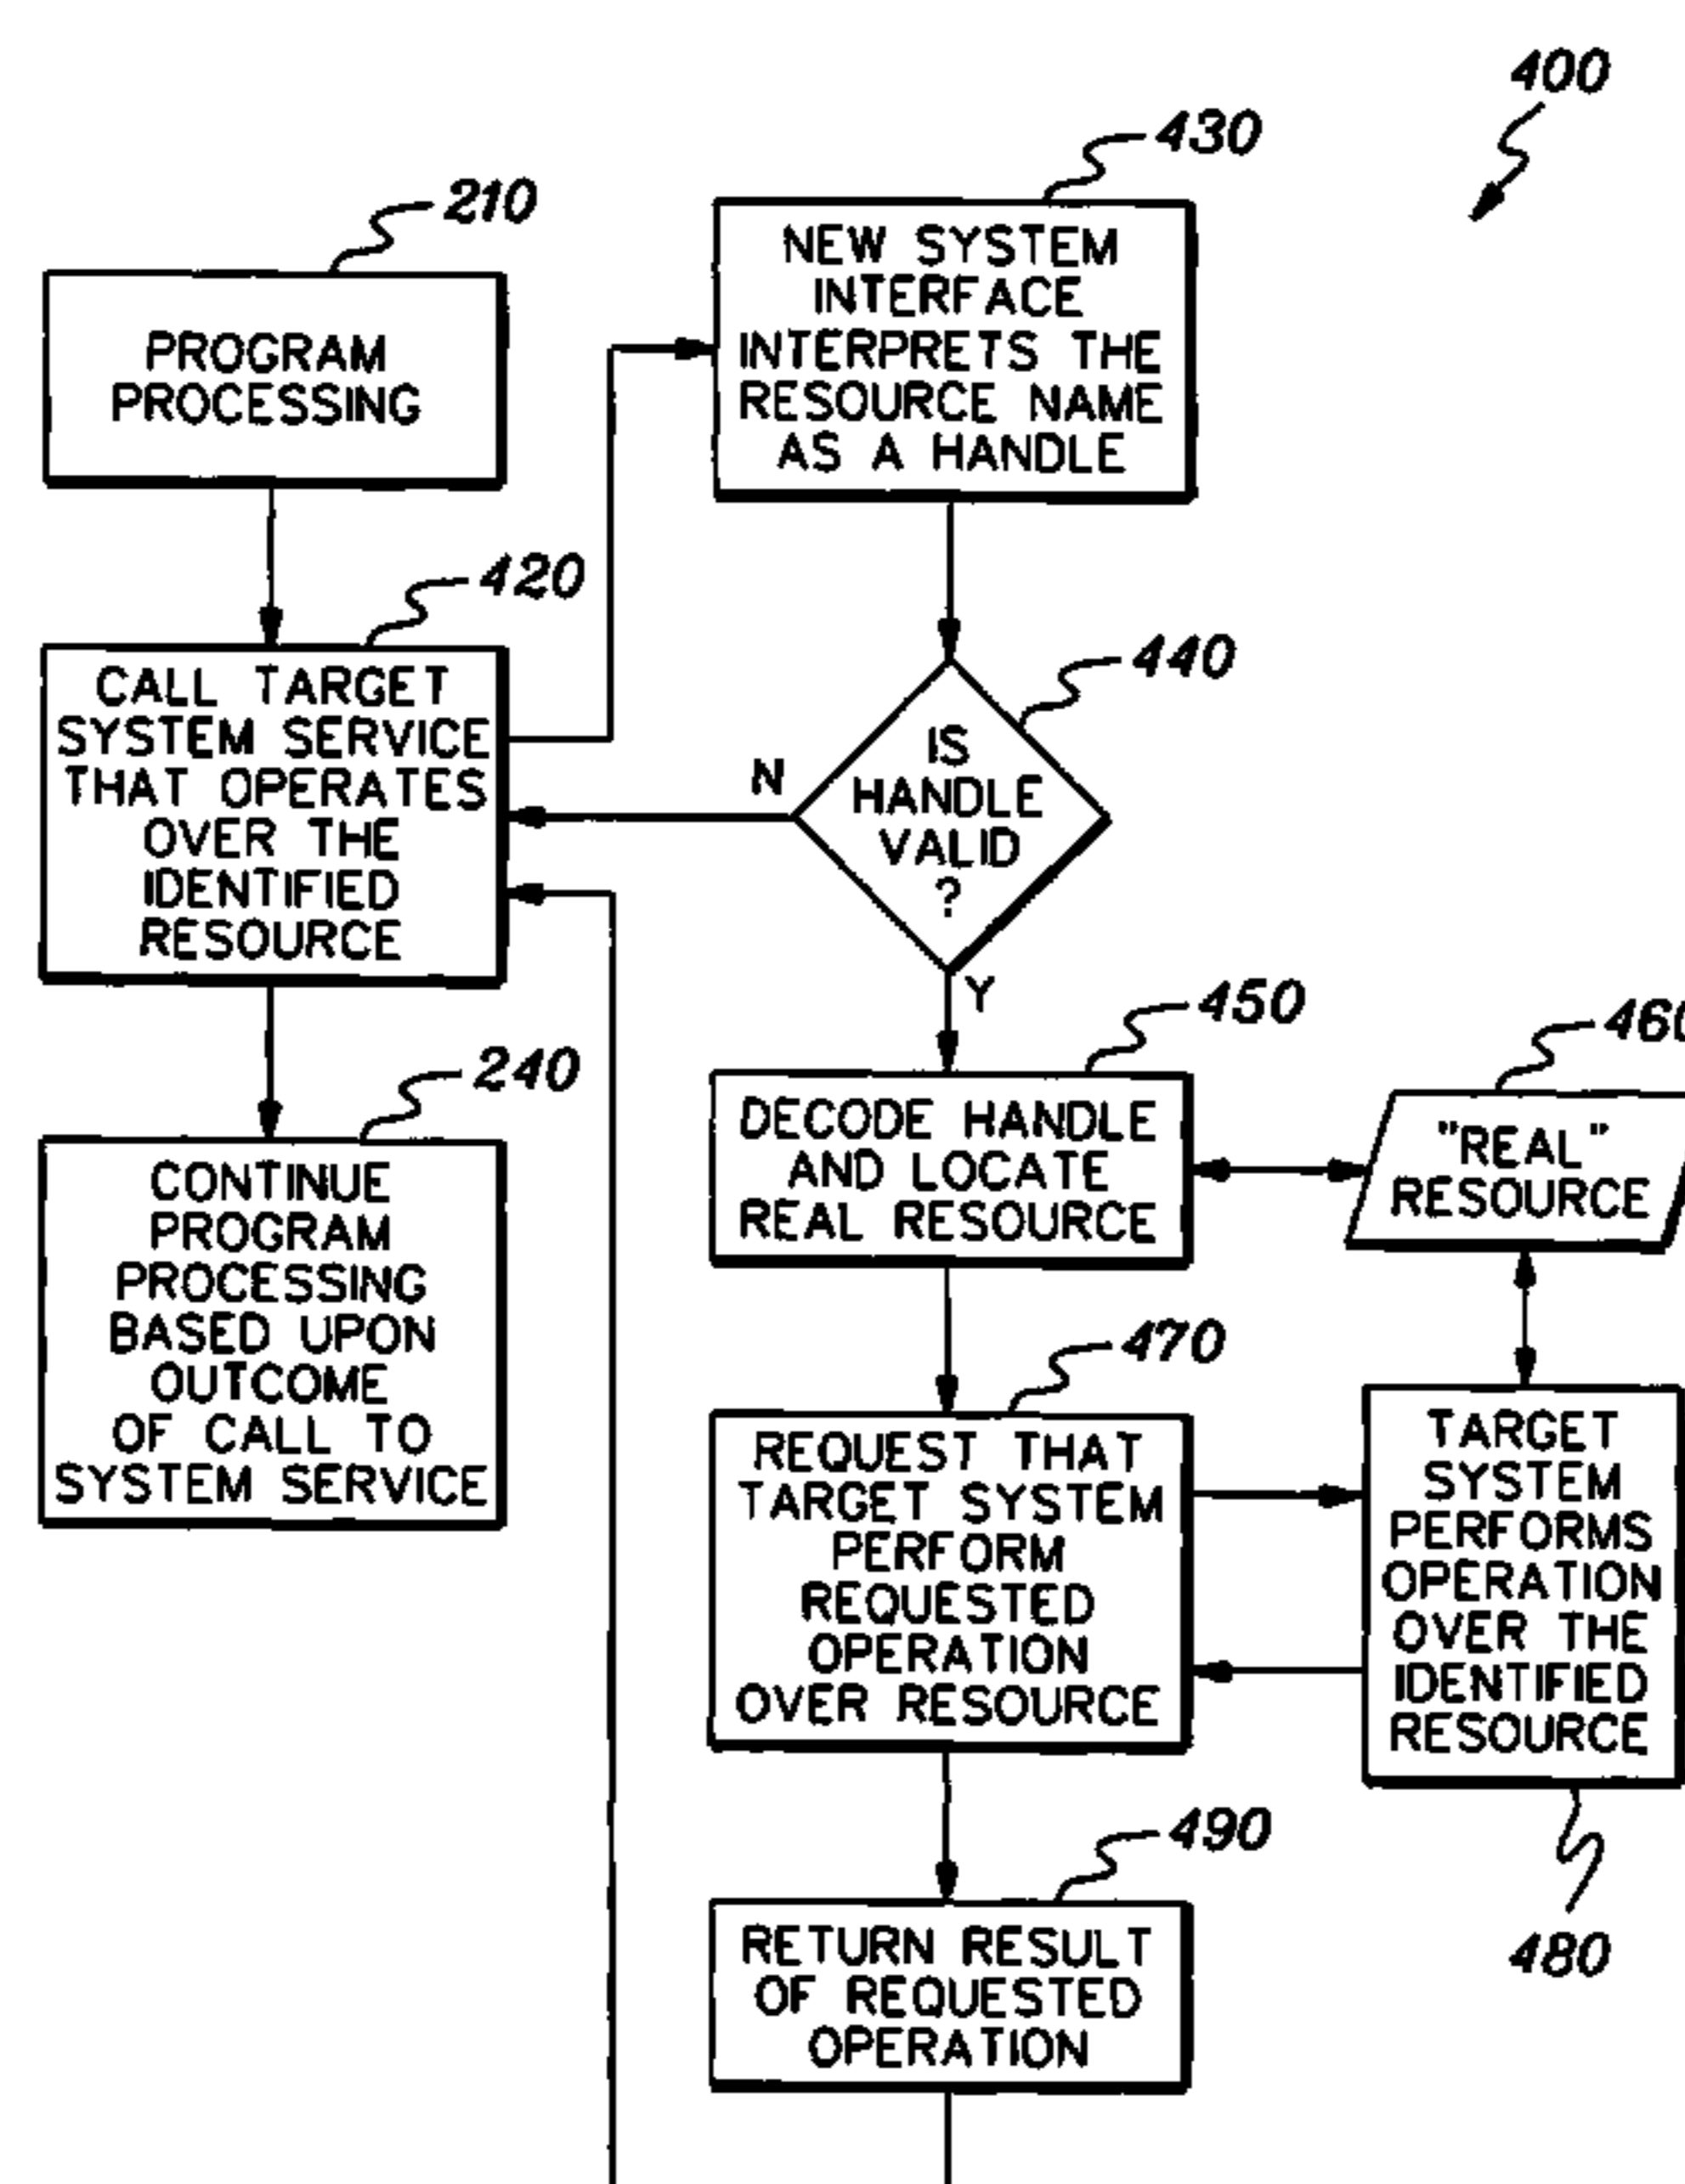 400
430
210
NEW SYSTEM
INTERFACE
INTERPRETS THE
RESOURCE NAME
AS A HANDLE
PROGRAM
PROCESSING
420
CALL TARGET
SYSTEM SERVICE
THAT OPERATES
OVER THE
IDENTIFIED
RESOURCE
440
IS
HANDLE
VALID
?
N
Y
240
CONTINUE
PROGRAM
PROCESSING
BASED UPON
OUTCOME
OF CALL TO
SYSTEM SERVICE
450
DECODE HANDLE
AND LOCATE
REAL RESOURCE
"REAL"
RESOURCE
470
REQUEST THAT
TARGET SYSTEM
PERFORM
REQUESTED
OPERATION
OVER RESOURCE
TARGET
SYSTEM
PERFORMS
OPERATION
OVER THE
IDENTIFIED
RESOURCE
480
490
RETURN RESULT
OF REQUESTED
OPERATION